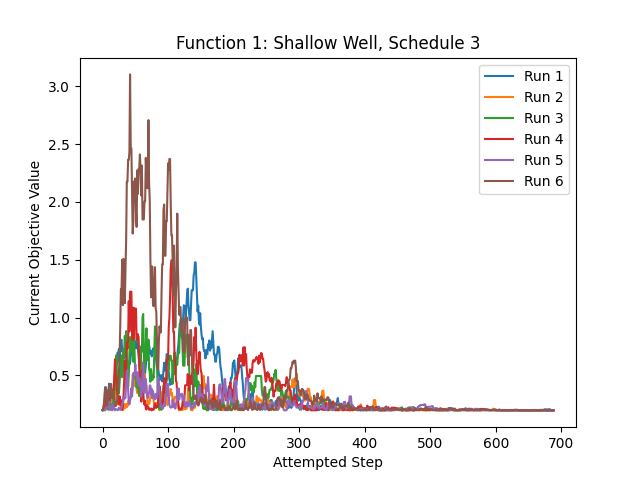 Function 1: Shallow Well, Schedule 3
Current Objective Value
3.0
2.5
2.0
1.5
1.0
0.5
Run 1
Run 2
Run 3
Run 4
Run 5
Run 6
0 100 200 300 400 500 600 700
Attempted Step